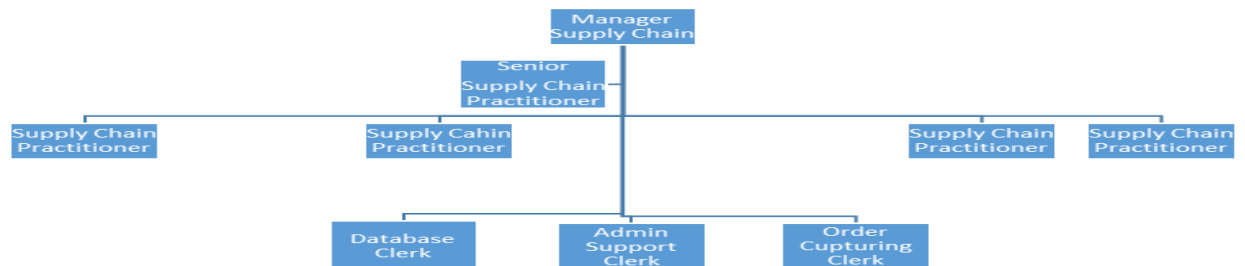 Manager
Supply Chain
Senior
Supply Chain
Practitioner
Supply Chain
Practitioner
Supply Cahin
Practitioner
Supply Chain
Practitioner
Supply Chain
Practitioner
Database
Clerk
Admin
Support
Clerk
Order
Cupturing
Clerk